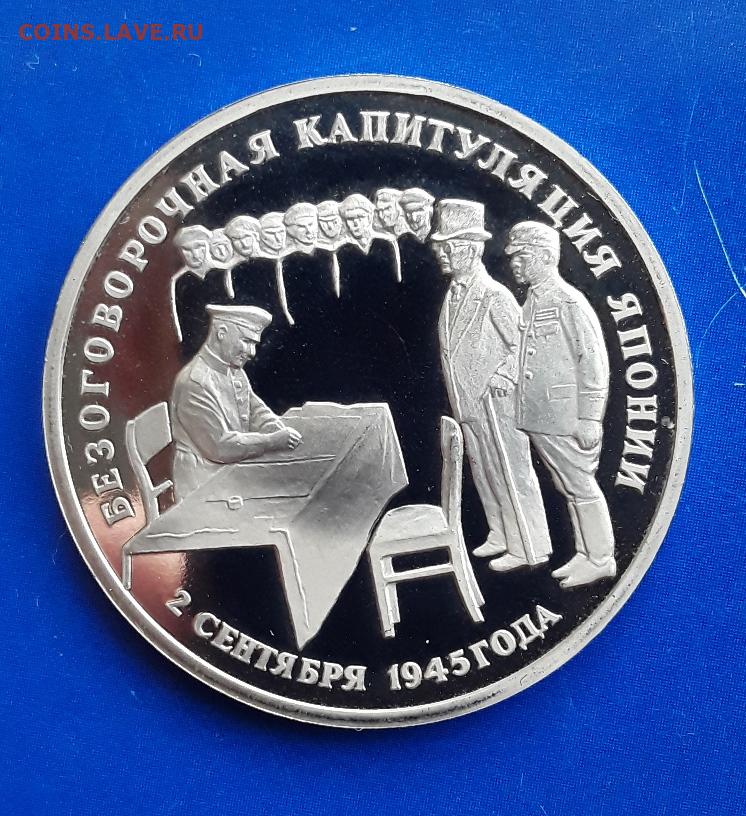 COINS.LAVE.RU
БЕЗОГОВОРОЧНАЯ КАПИТУЛЯЦИЯ ЯПОНИИ
2 СЕНТЯБРЯ 1945 ГОДА